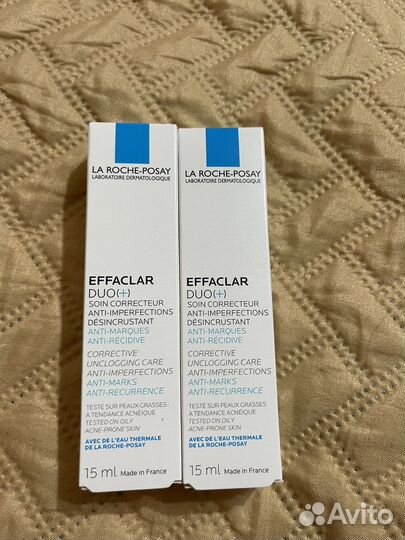 LA ROCHE-POSAY
LABORATOIRE DERMATOLOGIQUE
EFFACLAR
DUO(+)
SOIN CORRECTEUR
ANTI-IMPERFECTIONS
DÉSINCRUSTANT
ANTI-MARQUES
ANTI-RÉCIDIVE
CORRECTIVE
UNCLOGGING CARE
ANTI-IMPERFECTIONS
ANTI-MARKS
ANTI-RECURRENCE
TESTÉ SUR PEAUX GRASSES-
À TENDANCE ACNÉIQUE
TESTED ON OILY
ACNE-PRONE SKIN
AVEC DE L'EAU THERMALE
DE LA ROCHE-POSAY
15 ml Made in France
LA ROCHE-POSAY
LABORATOIRE DERMATOLOGIQUE
EFFACLAR
DUO(+)
SOIN CORRECTEUR
ANTI-IMPERFECTIONS
DÉSINCRUSTANT
ANTI-MARQUES
ANTI-RÉCIDIVE
CORRECTIVE
UNCLOGGING CARE
ANTI-IMPERFECTIONS
ANTI-MARKS
ANTI-RECURRENCE
TESTÉ SUR PEAUX GRASSES
À TENDANCE ACNÉIQUE
TESTED ON OILY
ACNE-PRONE SKIN
AVEC DE L'EAU THERMALE
DE LA ROCHE-POSAY
15 ml Made in France
Avito